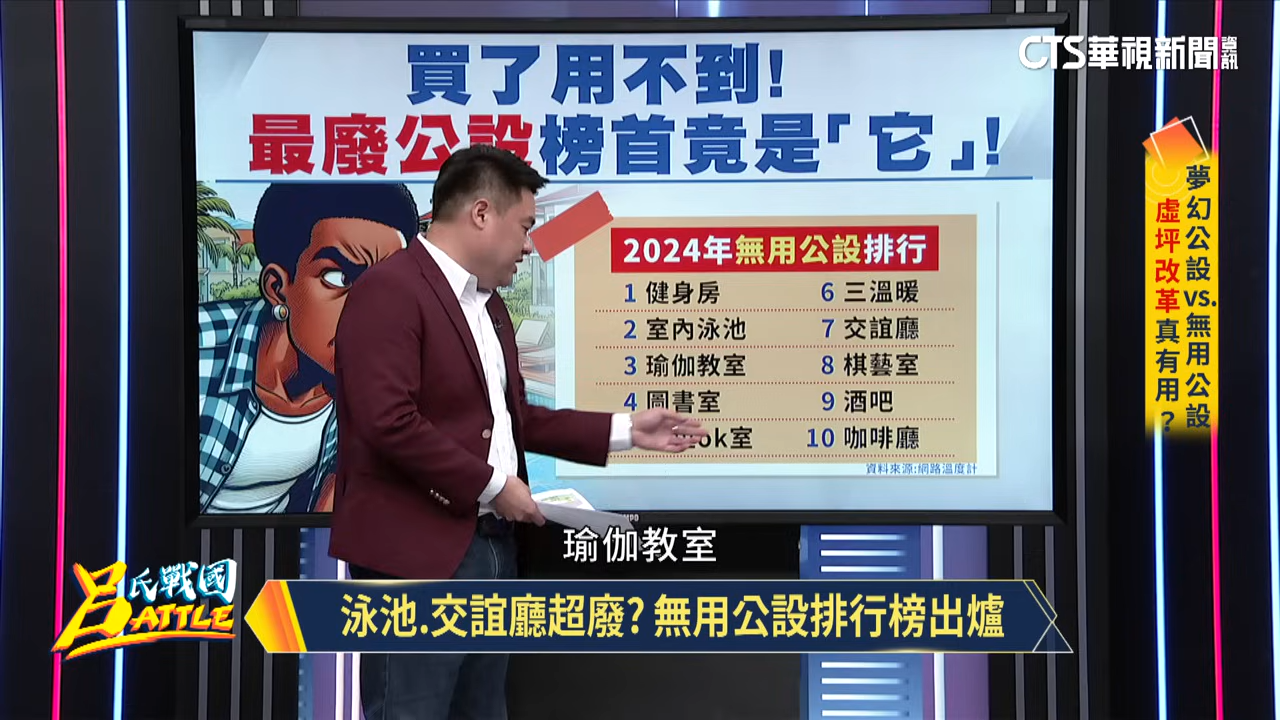 買了用不到!
CTS華視新聞資訊
最廢公設榜首竟是「它」!
夢幻公設vs.無用公設
虛坪改革真有用?
2024年無用公設排行
1 健身房
2 室內泳池
3 瑜伽教室
4 圖書室
ok室
6 三溫暖
7 交誼廳
8 棋藝室
9 酒吧
10 咖啡廳
資料來源:網路溫度計
瑜伽教室
呂氏戰國
BATTLE
泳池.交誼廳超廢?無用公設排行榜出爐